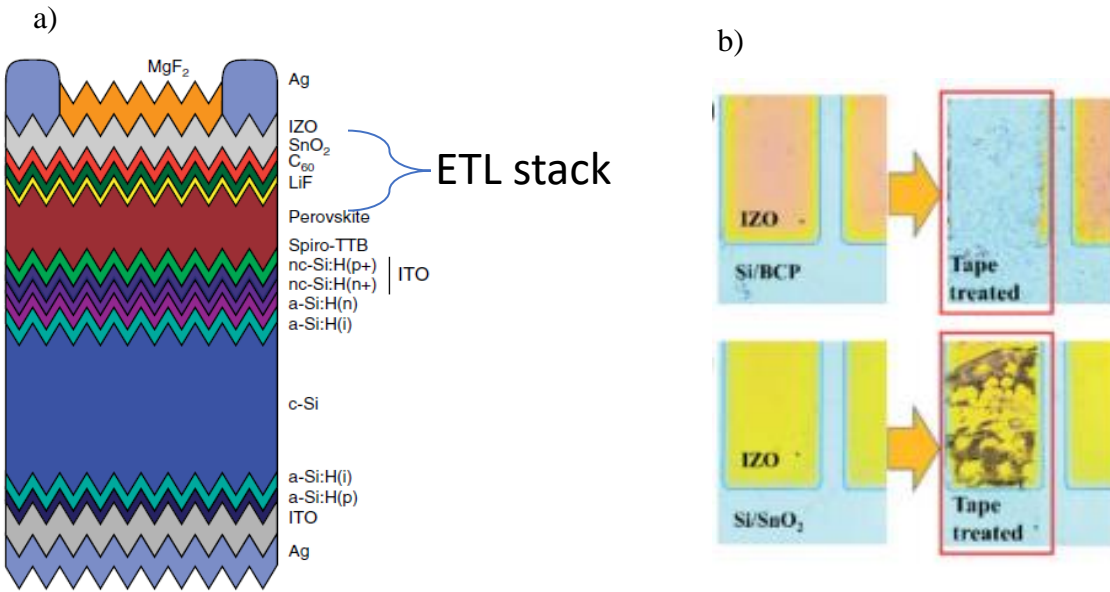 a)
MgF2
Ag
IZO
SnO2
C60
LiF
ETL stack
Perovskite
Spiro-TTB
nc-Si:H(p+)
nc-Si:H(n+)
ITO
a-Si:H(n)
a-Si:H(i)
c-Si
a-Si:H(i)
a-Si:H(p)
ITO
Ag
b)
IZO
Si/BCP
Tape
treated
IZO
Si/SnO2
Tape
treated